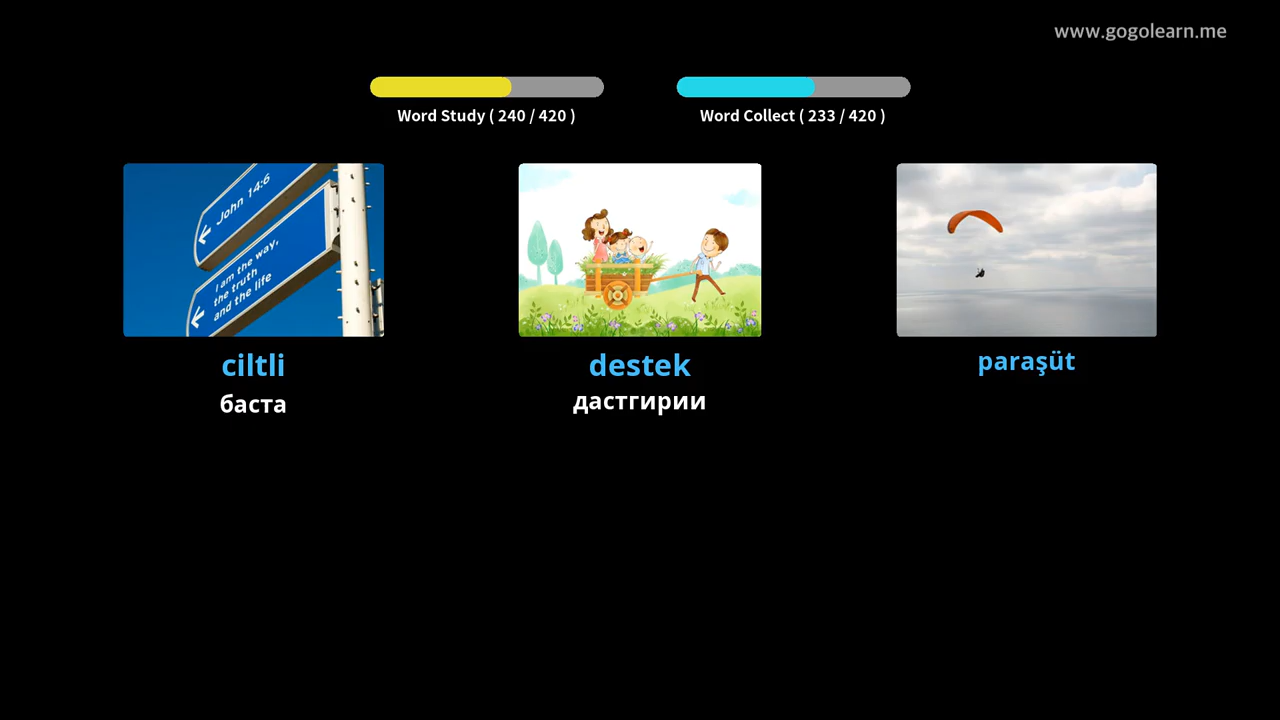 www.gogolearn.me
Word Study ( 240 / 420 )
Word Collect ( 233 / 420 )
John 14:6
I am the way,
the truth
and the life
ciltli
баста
destek
дастгирии
paraşüt